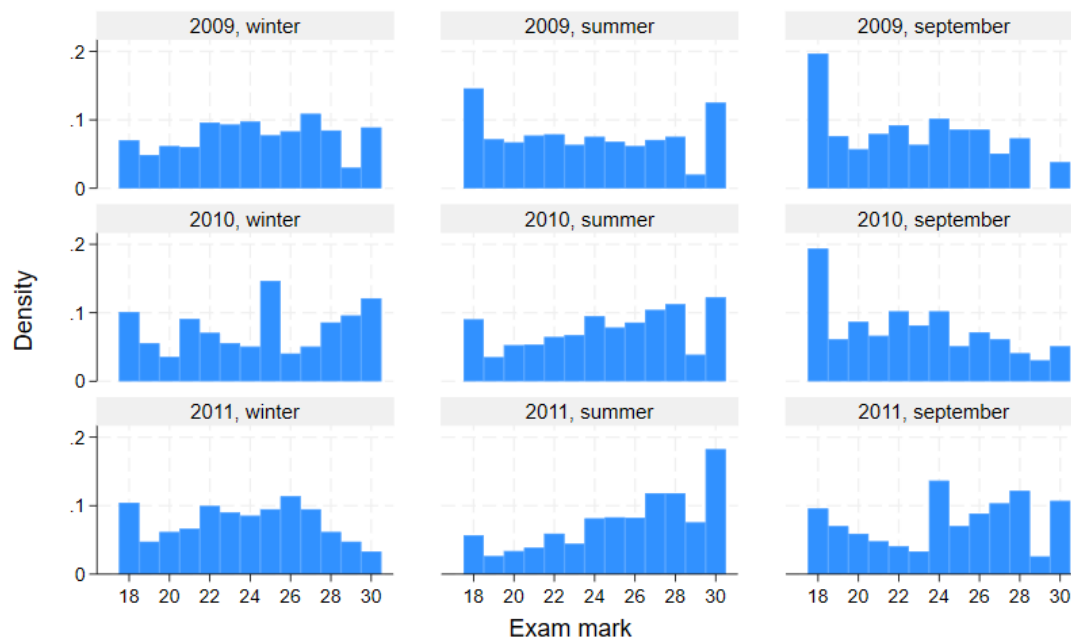 2009, winter
2009, summer
2009, september
.2
.1
0
2010, winter
2010, summer
2010, september
.2
.1
0
Density
2011, winter
2011, summer
2011, september
.2
.1
0
18 20 22 24 26 28 30
18 20 22 24 26 28 30
18 20 22 24 26 28 30
Exam mark